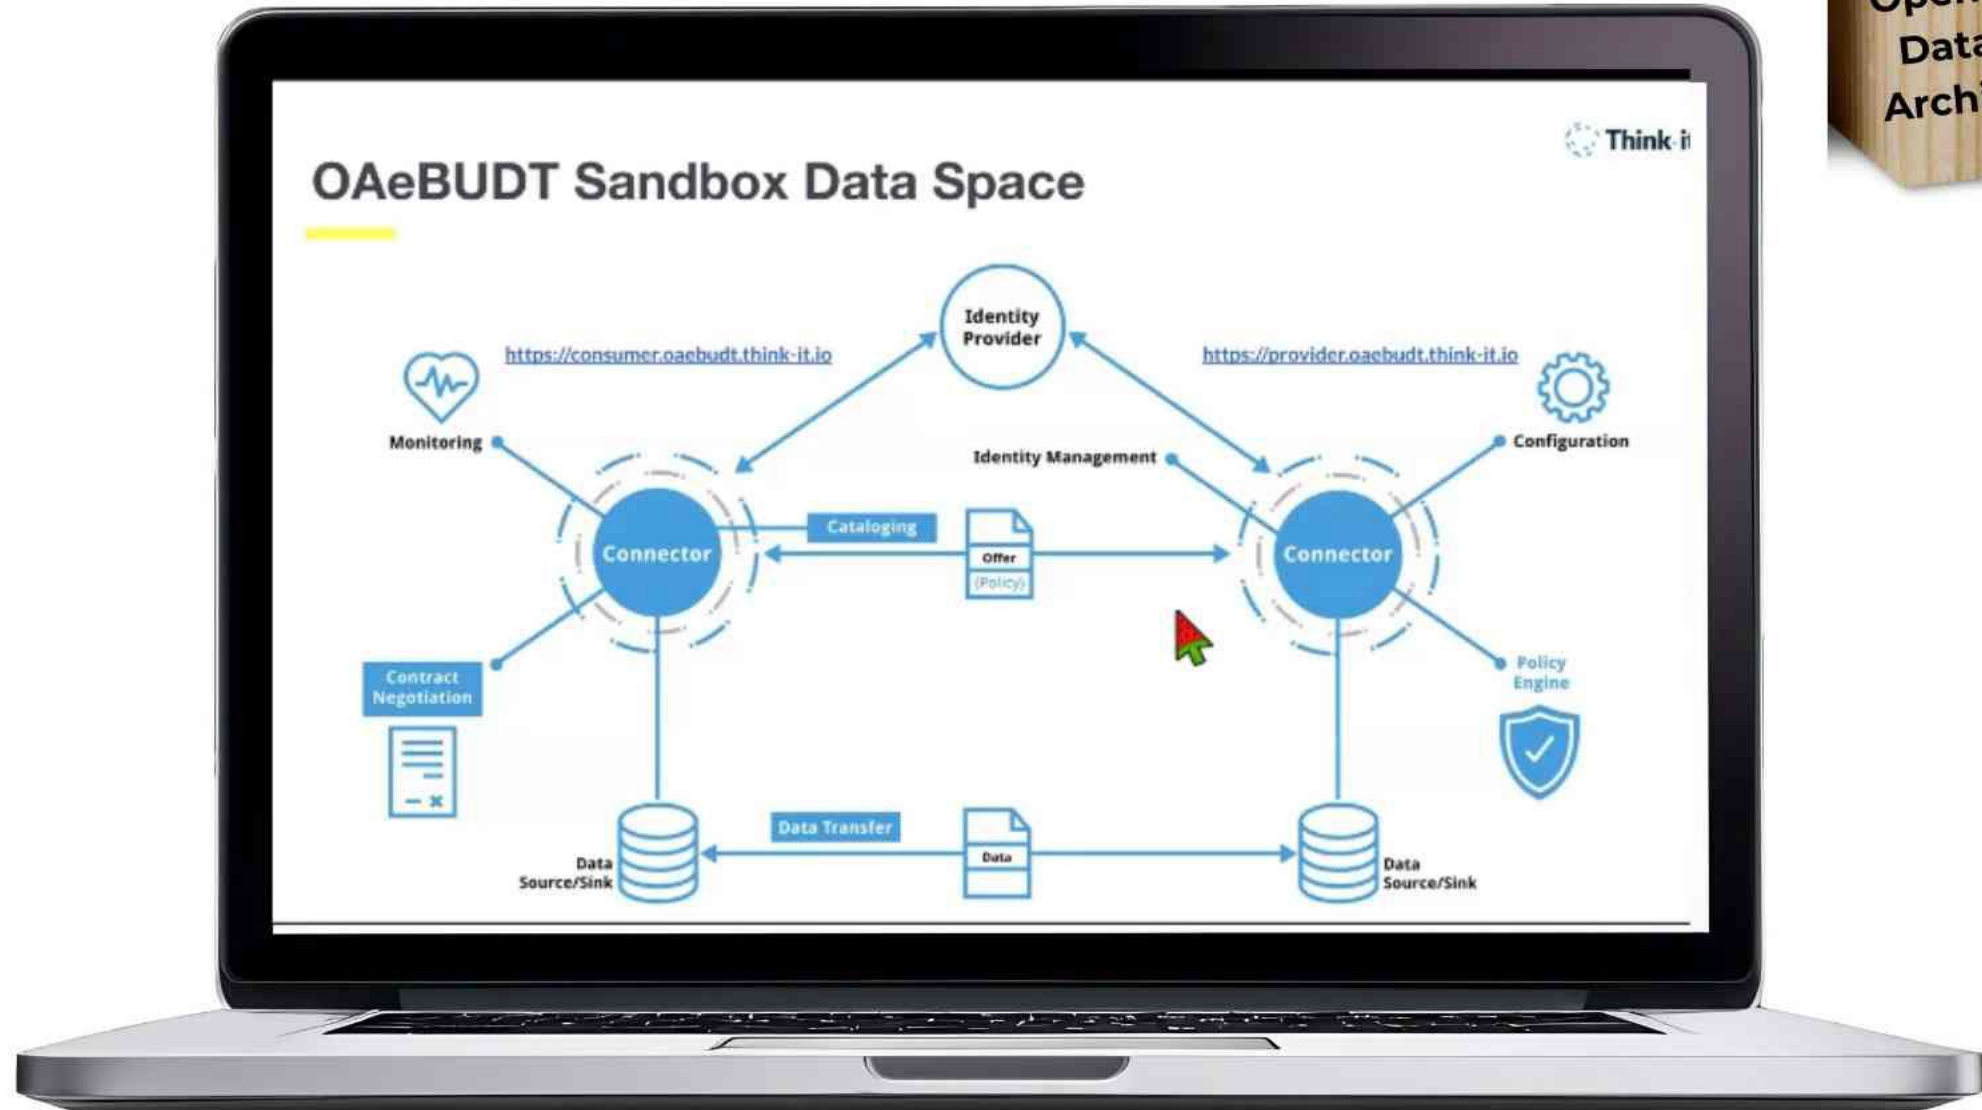 Data
Think-it
OAeBUDT Sandbox Data Space
Identity
Provider
https://consumer.oaebudt.think-it.io
https://provider.oaebudt.think-it.io
Monitoring
Configuration
Identity Management
Cataloging
Connector
Offer
(Policy)
Connector
Contract
Negotiation
Policy
Engine
Data Transfer
Data
Source/Sink
Data
Data
Source/Sink